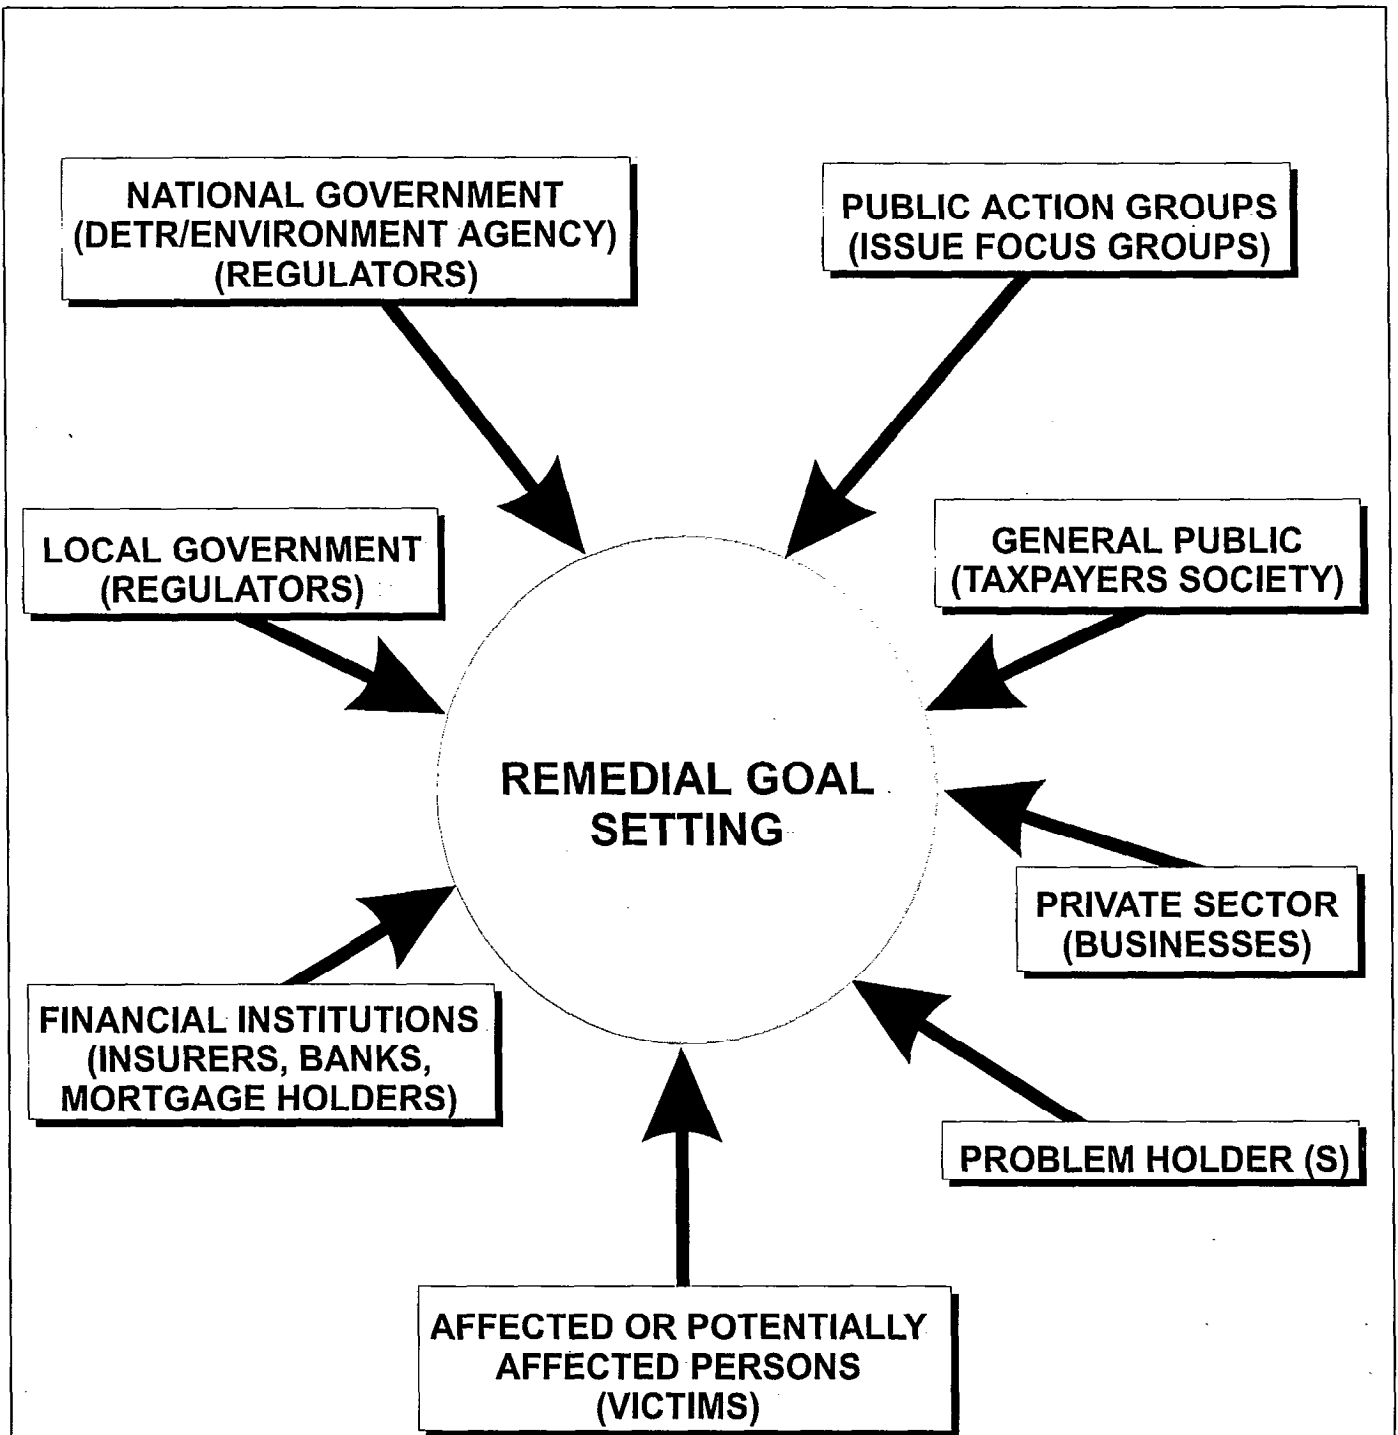 NATIONAL GOVERNMENT
(DETR/ENVIRONMENT AGENCY)
(REGULATORS)
PUBLIC ACTION GROUPS
(ISSUE FOCUS GROUPS)
LOCAL GOVERNMENT
(REGULATORS)
GENERAL PUBLIC
(TAXPAYERS SOCIETY)
REMEDIAL GOAL
SETTING
PRIVATE SECTOR
(BUSINESSES)
FINANCIAL INSTITUTIONS
(INSURERS, BANKS,
MORTGAGE HOLDERS)
PROBLEM HOLDER (S)
AFFECTED OR POTENTIALLY
AFFECTED PERSONS
(VICTIMS)